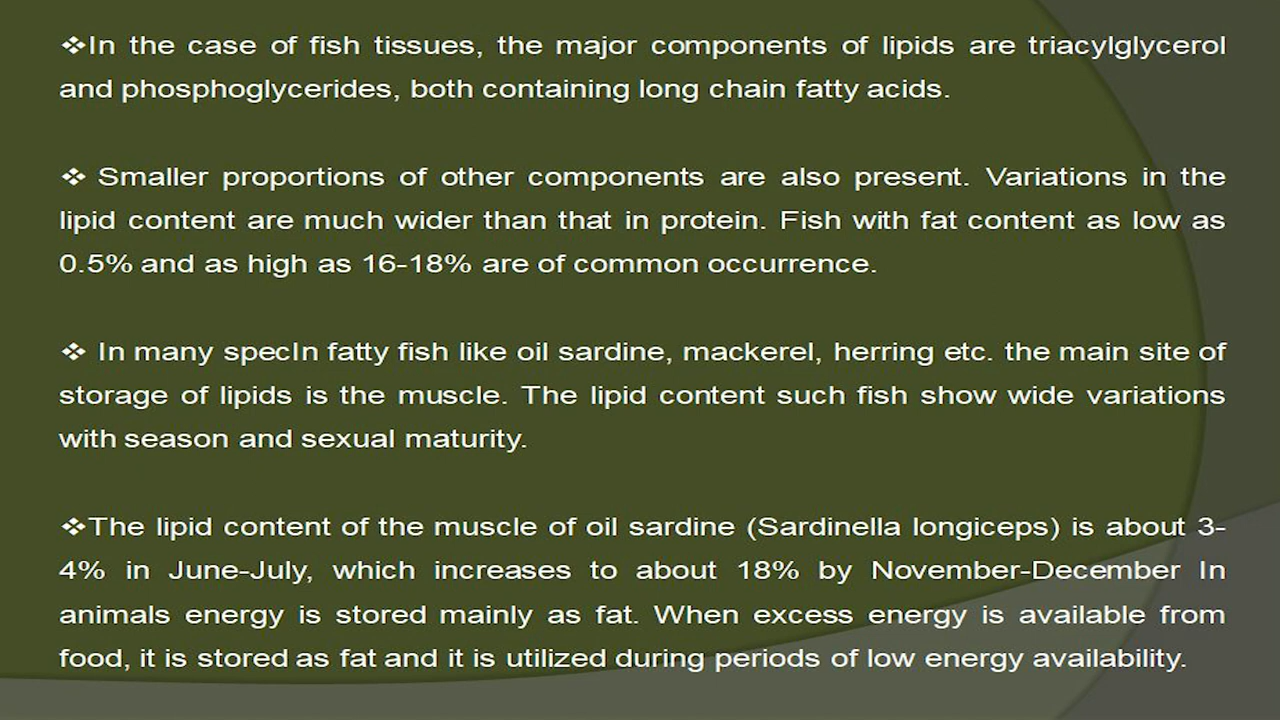 ❖In the case of fish tissues, the major components of lipids are triacylglycerol
and phosphoglycerides, both containing long chain fatty acids.
❖ Smaller proportions of other components are also present. Variations in the
lipid content are much wider than that in protein. Fish with fat content as low as
0.5% and as high as 16-18% are of common occurrence.
❖ In many specIn fatty fish like oil sardine, mackerel, herring etc. the main site of
storage of lipids is the muscle. The lipid content such fish show wide variations
with season and sexual maturity.
❖The lipid content of the muscle of oil sardine (Sardinella longiceps) is about 3-
4% in June-July, which increases to about 18% by November-December In
animals energy is stored mainly as fat. When excess energy is available from
food, it is stored as fat and it is utilized during periods of low energy availability.